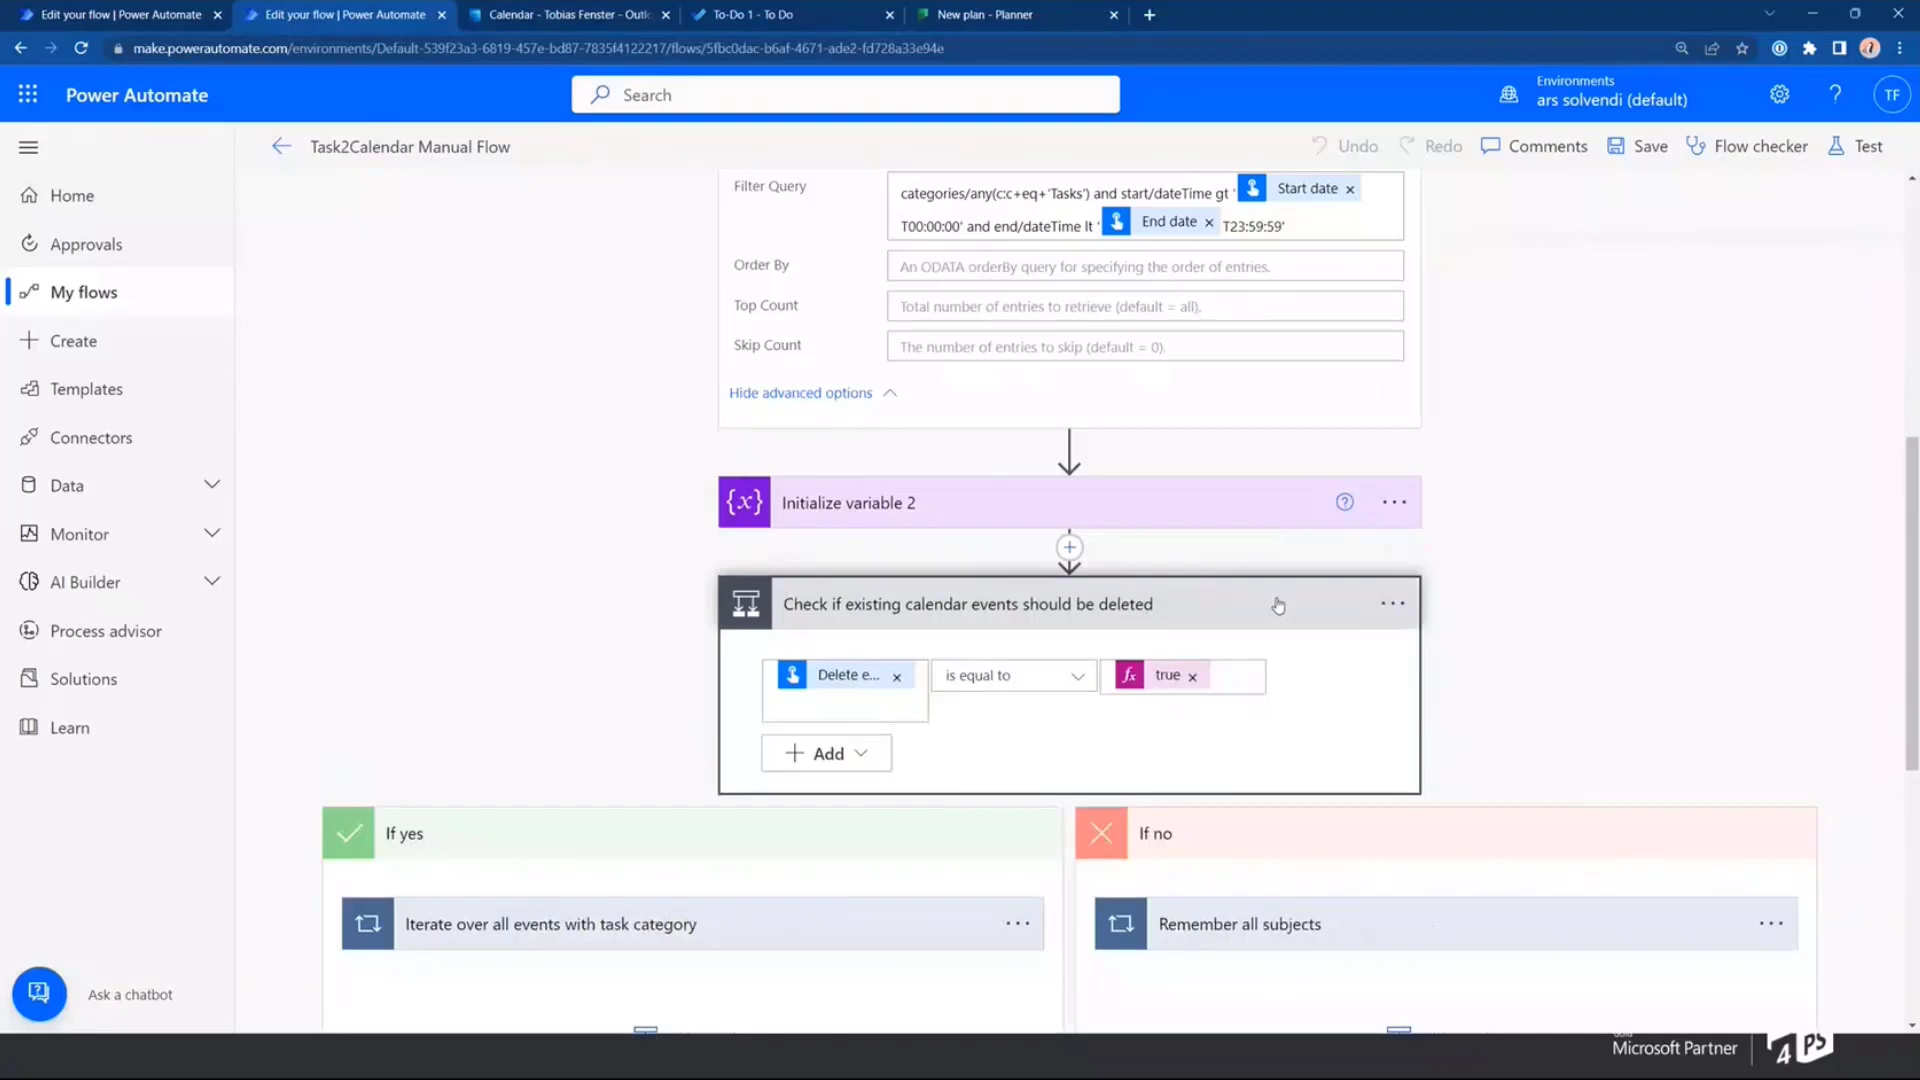 Edit your flow | Power Automate
Edit your flow | Power Automate
Calendar - Tobias Fenster - Outl
To-Do 1 - To Do
New plan - Planner
make.powerautomate.com/environments/Default-539f23a3-6819-457e-bd87-7835f4122217/flows/5fbc0dac-b6af-4671-ade2-fd728a33e94e
Power Automate
Search
Environments
ars solvendi (default)
TF
Task2Calendar Manual Flow
Undo
Redo
Comments
Save
Flow checker
Test
Home
Approvals
My flows
Create
Templates
Connectors
Data
Monitor
AI Builder
Process advisor
Solutions
Learn
Ask a chatbot
Filter Query
categories/any(c:c+eq+'Tasks') and start/dateTime gt ' Start date ×
T00:00:00' and end/dateTime lt ' End date × T23:59:59'
Order By
An ODATA orderBy query for specifying the order of entries.
Top Count
Total number of entries to retrieve (default = all).
Skip Count
The number of entries to skip (default = 0).
Hide advanced options
{x} Initialize variable 2
Check if existing calendar events should be deleted
Delete e... ×
is equal to
fx true ×
Add
If yes
If no
Iterate over all events with task category
Remember all subjects
Microsoft Partner
4PS